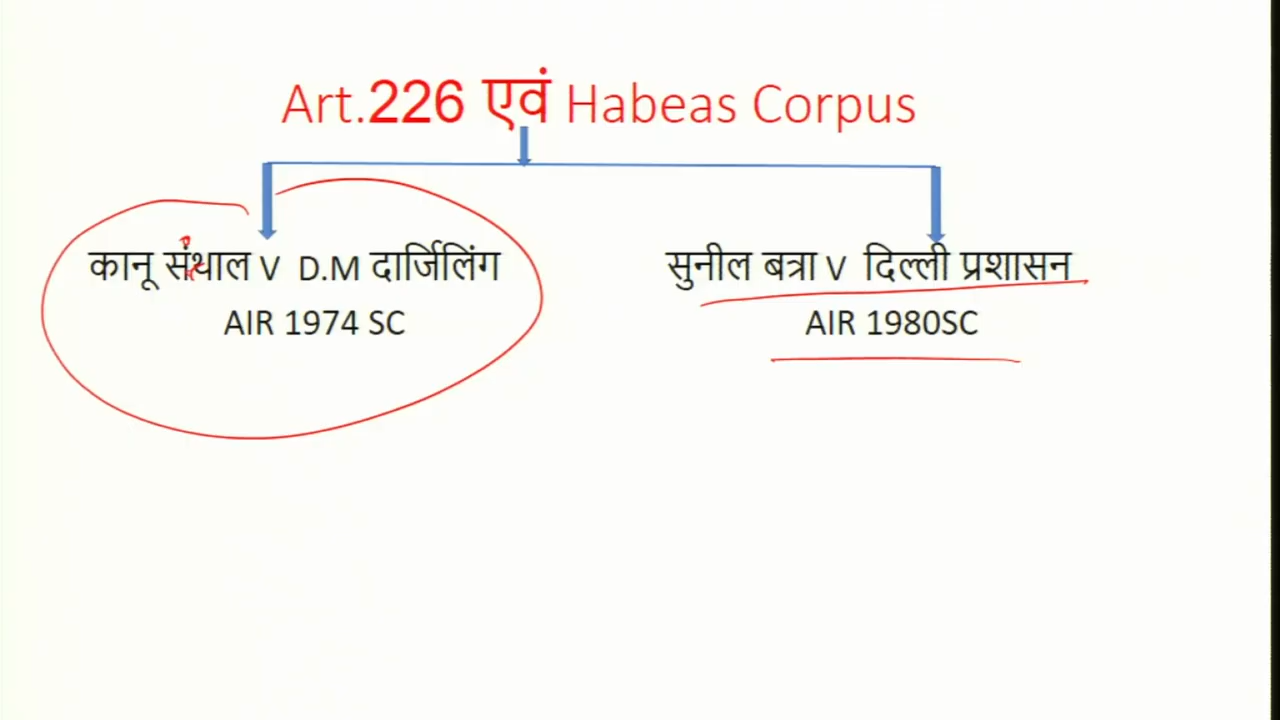 Art.226 एवं Habeas Corpus
कानू संथाल V D.M दार्जिलिंग
AIR 1974 SC
सुनील बत्रा V दिल्ली प्रशासन
AIR 1980SC